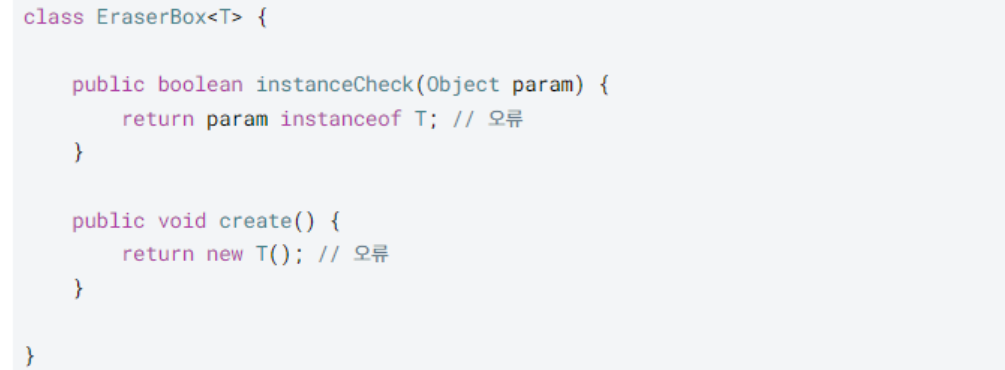 class EraserBox<T> {
public boolean instanceCheck(Object param) {
return param instanceof T; // 오류
}
public void create() {
return new T(); // 오류
}
}